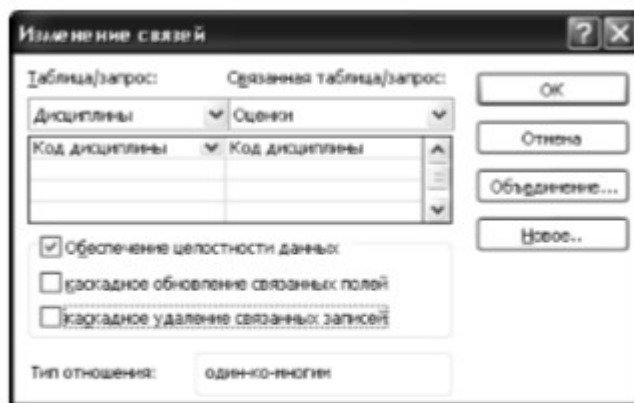 Изменение связей
Таблица/запрос: Связанная таблица/запрос:
Дисциплины Оценки
Код дисциплины Код дисциплины
Обеспечение целостности данных
каскадное обновление связанных полей
каскадное удаление связанных записей
Тип отношения: один-ко-многим
ОК
Отмена
Объединение...
Новое..